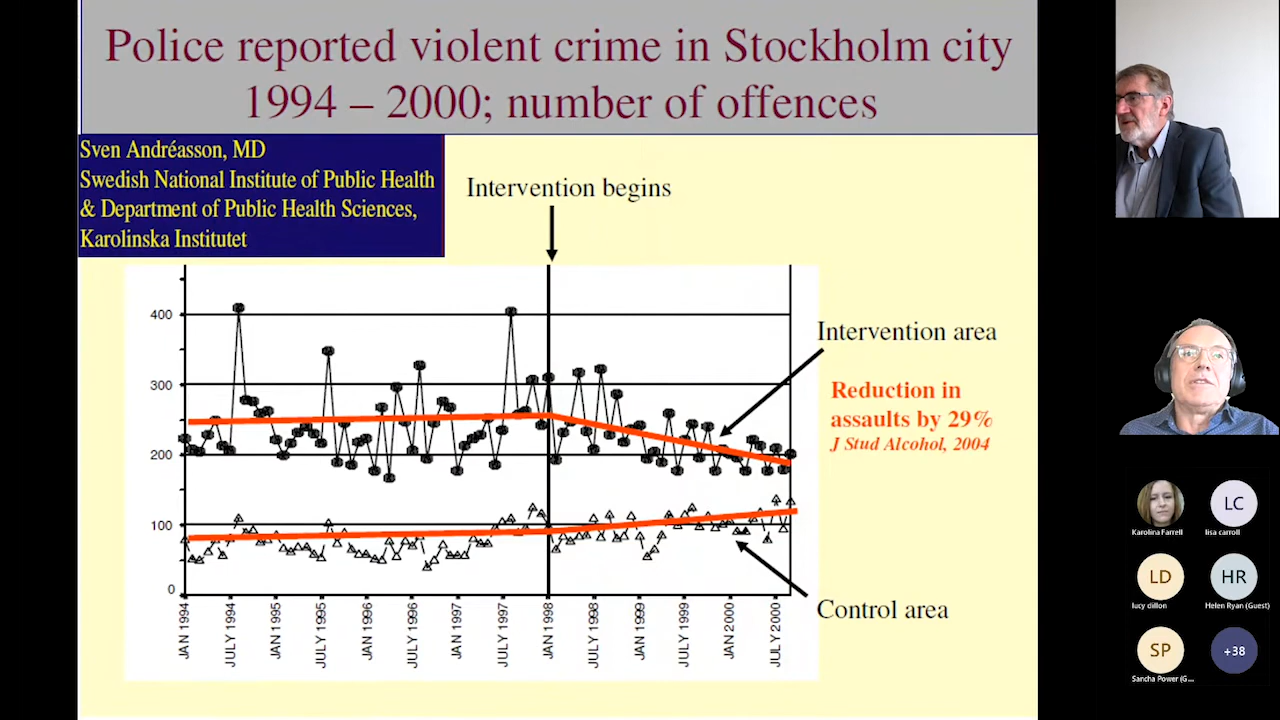 Police reported violent crime in Stockholm city
1994 – 2000; number of offences
Sven Andréasson, MD
Swedish National Institute of Public Health
& Department of Public Health Sciences,
Karolinska Institutet
Intervention begins
400
300
200
100
0
JAN 1994
JULY 1994
JAN 1995
JULY 1995
JAN 1996
JULY 1996
JAN 1997
JULY 1997
JAN 1998
JULY 1998
JAN 1999
JULY 1999
JAN 2000
JULY 2000
Intervention area
Reduction in
assaults by 29%
J Stud Alcohol, 2004
Control area
Karolina Farrell
LC
lisa carroll
LD
lucy dillon
HR
Helen Ryan (Guest)
SP
Sancha Power (G...
+38